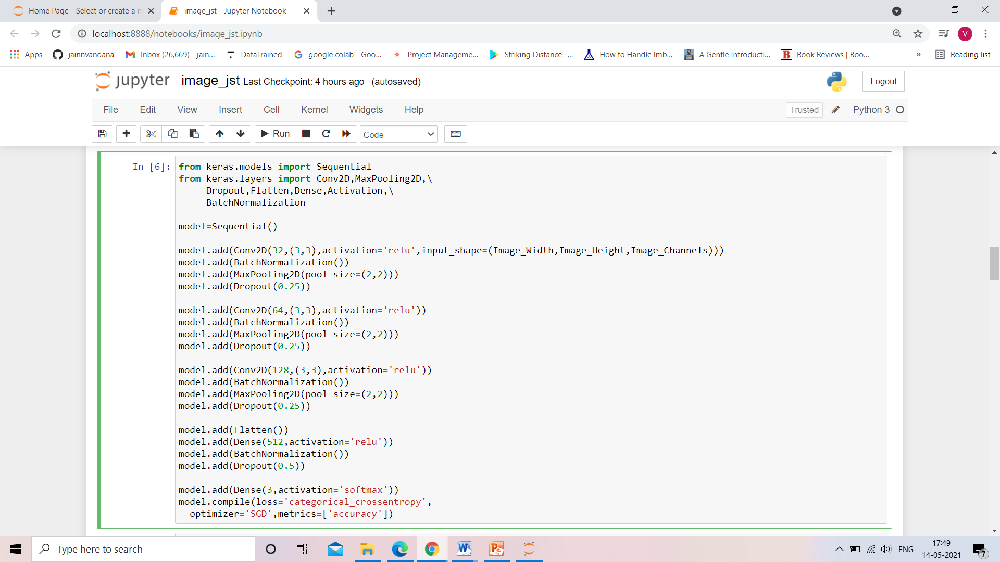 Home Page - Select or create a n
image_jst - Jupyter Notebook
localhost:8888/notebooks/image_jst.ipynb
V
Apps
jainnvandana
Inbox (26,669) - jain...
DataTrained
google colab - Goo...
Project Manageme...
Striking Distance -...
How to Handle Imb...
A Gentle Introducti...
B
Book Reviews | Boo...
»
Reading list
jupyter
image_jst Last Checkpoint: 4 hours ago (autosaved)
Logout
File
Edit
View
Insert
Cell
Kernel
Widgets
Help
Trusted
Python 3
Run
Code
In [6]:
from keras.models import Sequential
from keras.layers import Conv2D,MaxPooling2D,\
     Dropout,Flatten,Dense,Activation,\
     BatchNormalization
model=Sequential()
model.add(Conv2D(32,(3,3),activation='relu',input_shape=(Image_Width,Image_Height,Image_Channels)))
model.add(BatchNormalization())
model.add(MaxPooling2D(pool_size=(2,2)))
model.add(Dropout(0.25))
model.add(Conv2D(64,(3,3),activation='relu'))
model.add(BatchNormalization())
model.add(MaxPooling2D(pool_size=(2,2)))
model.add(Dropout(0.25))
model.add(Conv2D(128,(3,3),activation='relu'))
model.add(BatchNormalization())
model.add(MaxPooling2D(pool_size=(2,2)))
model.add(Dropout(0.25))
model.add(Flatten())
model.add(Dense(512,activation='relu'))
model.add(BatchNormalization())
model.add(Dropout(0.5))
model.add(Dense(3,activation='softmax'))
model.compile(loss='categorical_crossentropy',
  optimizer='SGD',metrics=['accuracy'])
Type here to search
W
P
ENG
17:49
14-05-2021
7